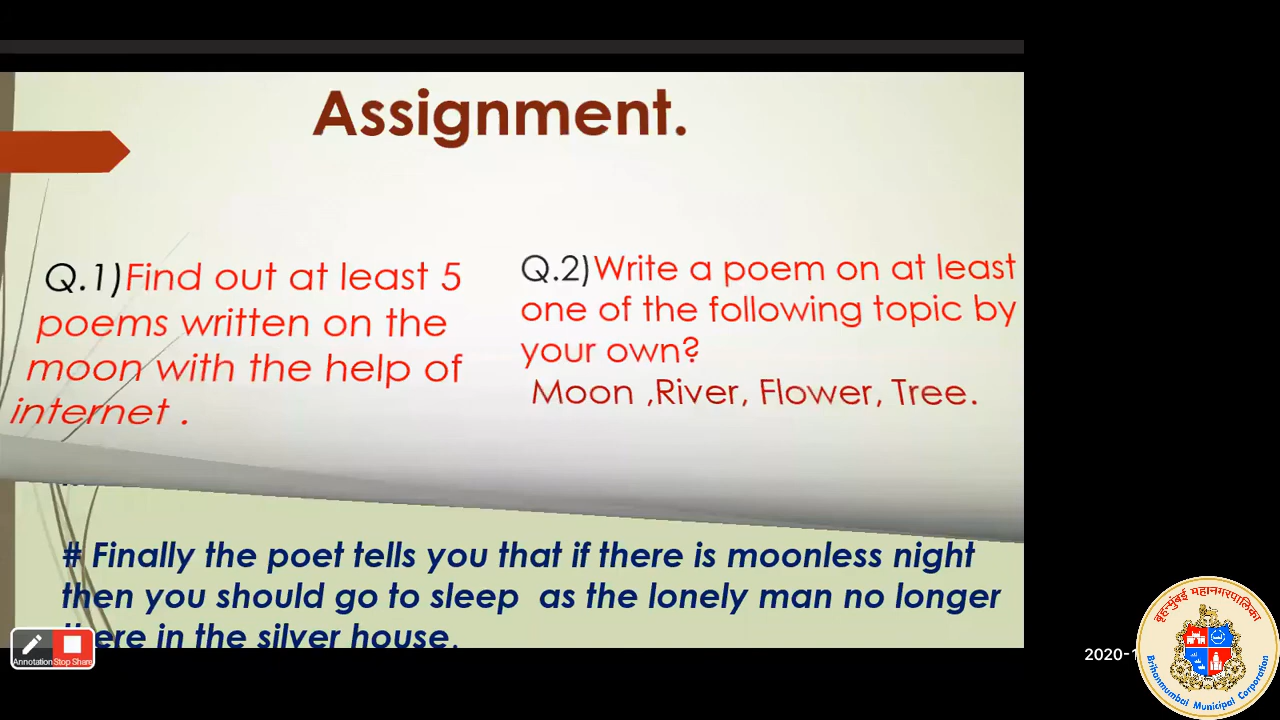 Assignment.
Q.1)Find out at least 5
poems written on the
moon with the help of
internet .
Q.2)Write a poem on at least
one of the following topic by
your own?
Moon ,River, Flower, Tree.
# Finally the poet tells you that if there is moonless night
then you should go to sleep as the lonely man no longer
there in the silver house.
Annotation Stop Share
2020-1
बृहन्मुंबई महानगरपालिका
Brihanmumbai Municipal Corporation